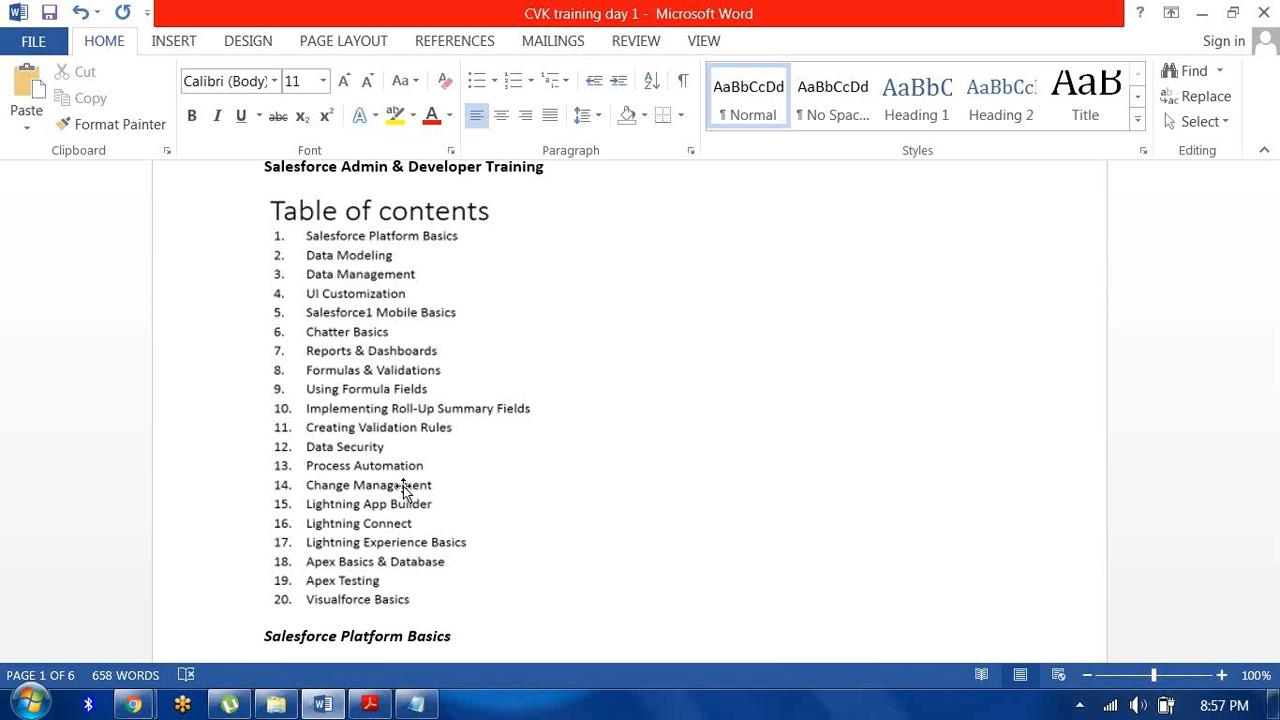 CVK training day 1 - Microsoft Word
FILE HOME INSERT DESIGN PAGE LAYOUT REFERENCES MAILINGS REVIEW VIEW Sign in
Paste Cut Copy Format Painter
Clipboard
Calibri (Body) 11
Aa
B I U abc x₂ x² A A
Font
Paragraph
AaBbCcDd AaBbCcDd AaBbC AaBbCc AaB
¶ Normal ¶ No Spac... Heading 1 Heading 2 Title
Styles
Find
Replace
Select
Editing
Salesforce Admin & Developer Training
Table of contents
1. Salesforce Platform Basics
2. Data Modeling
3. Data Management
4. UI Customization
5. Salesforce1 Mobile Basics
6. Chatter Basics
7. Reports & Dashboards
8. Formulas & Validations
9. Using Formula Fields
10. Implementing Roll-Up Summary Fields
11. Creating Validation Rules
12. Data Security
13. Process Automation
14. Change Management
15. Lightning App Builder
16. Lightning Connect
17. Lightning Experience Basics
18. Apex Basics & Database
19. Apex Testing
20. Visualforce Basics
Salesforce Platform Basics
PAGE 1 OF 6 658 WORDS 100%
8:57 PM